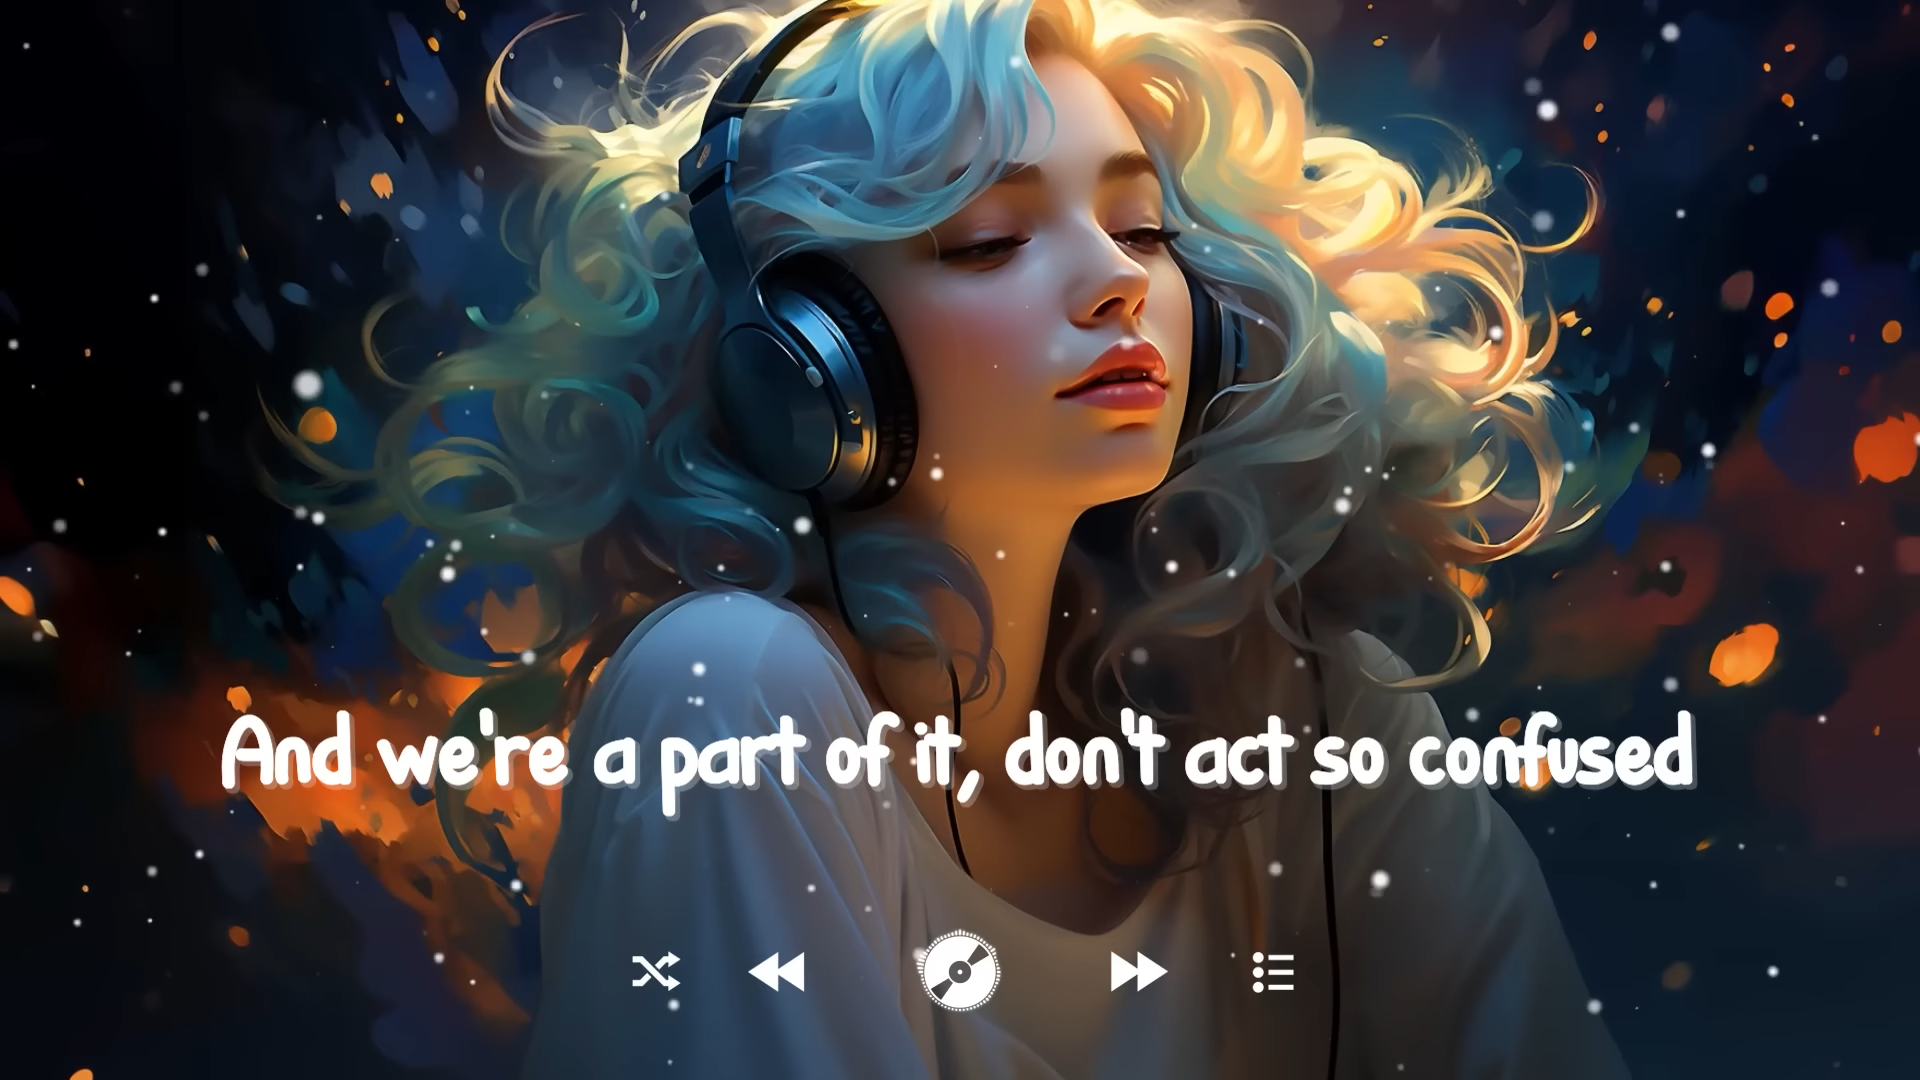 And we're a part of it, don't act so confused